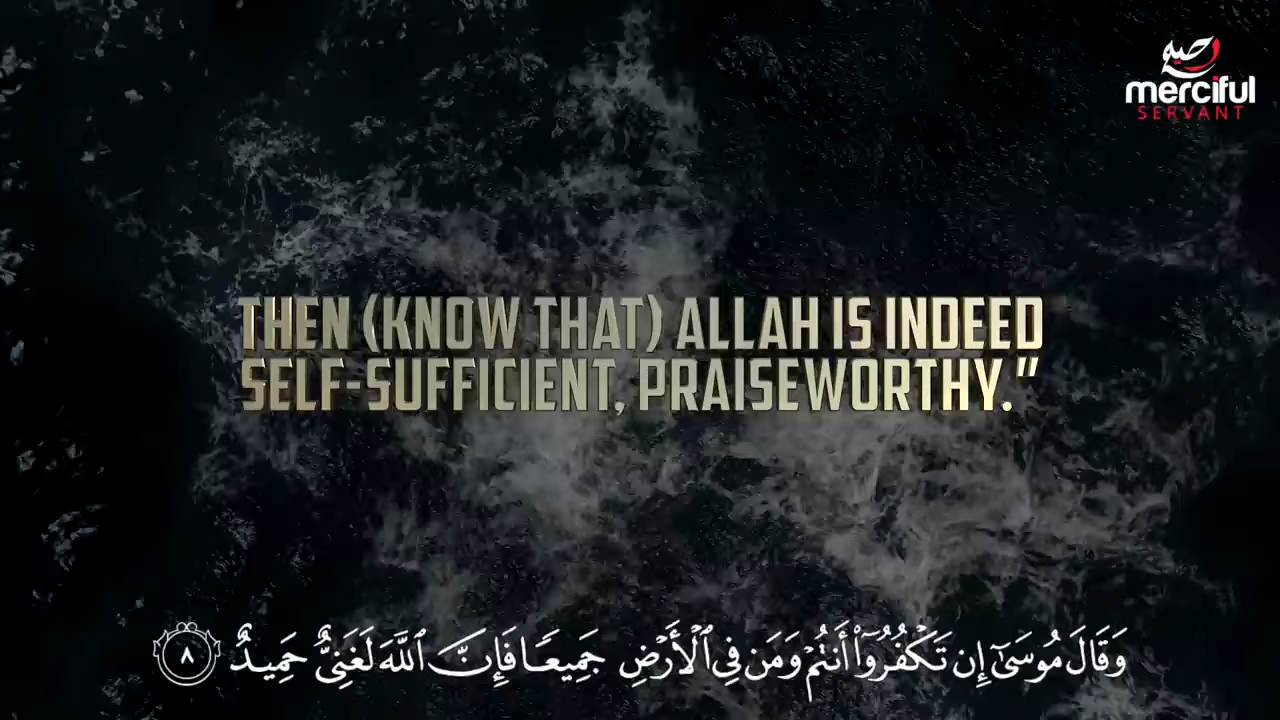 رحيم
merciful
SERVANT
THEN (KNOW THAT) ALLAH IS INDEED
SELF-SUFFICIENT, PRAISEWORTHY."
وَقَالَ مُوسَىٰٓ إِن تَكْفُرُوٓا۟ أَنتُمْ وَمَن فِى ٱلْأَرْضِ جَمِيعًا فَإِنَّ ٱللَّهَ لَغَنِىٌّ حَمِيدٌ ٨